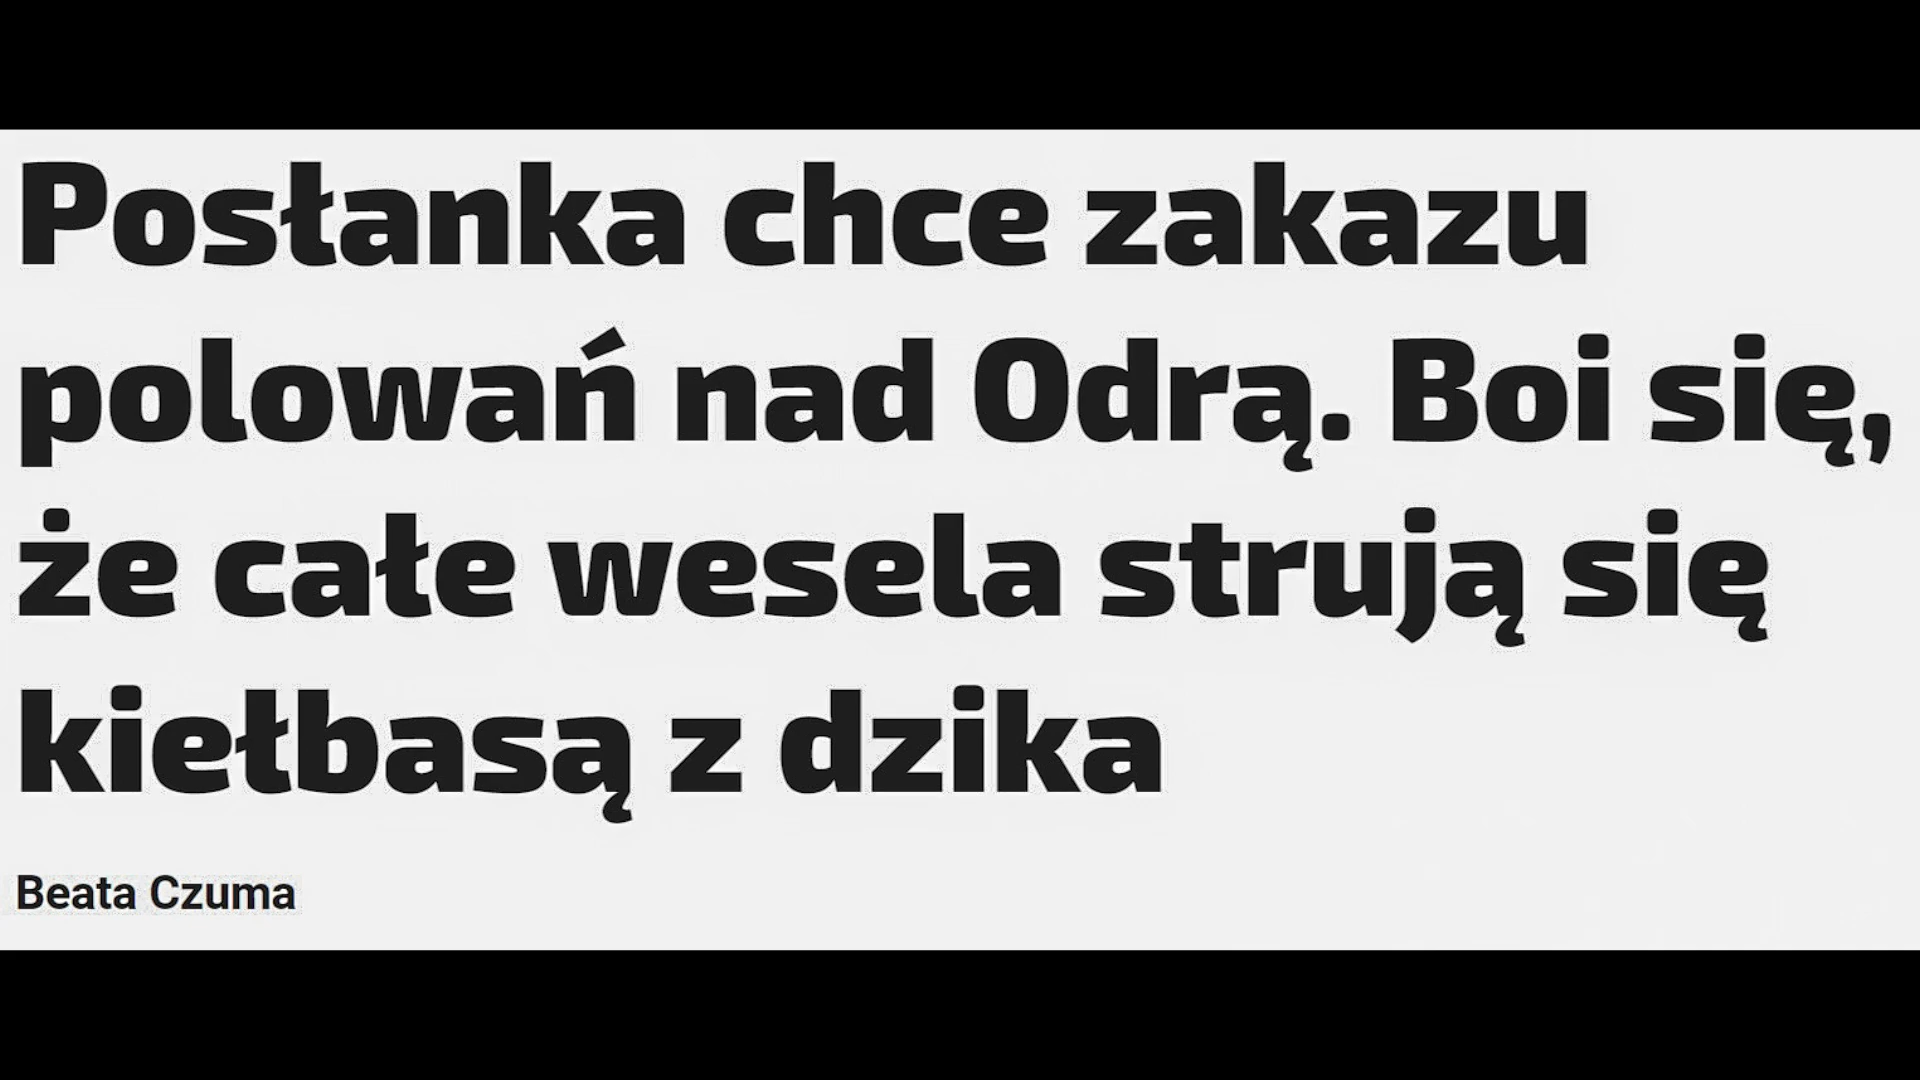 Posłanka chce zakazu
polowań nad Odrą. Boi się,
że całe wesela strują się
kiełbasą z dzika
Beata Czuma